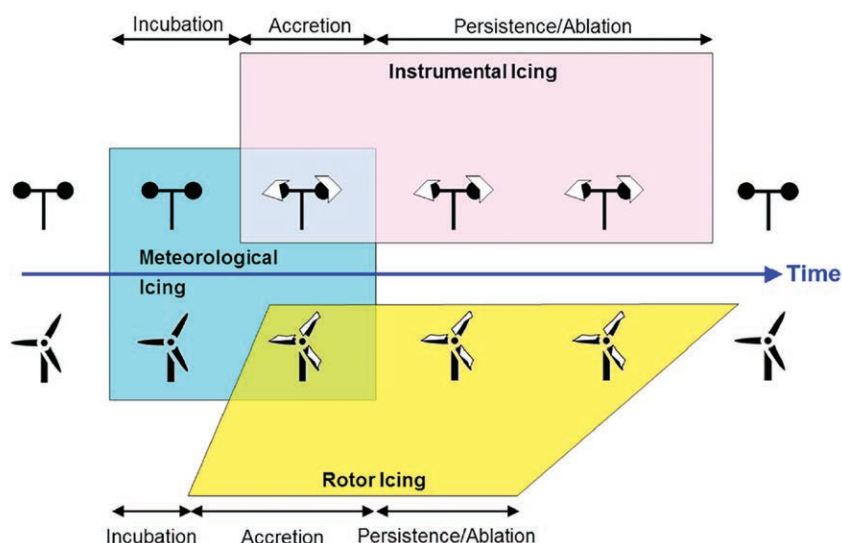 Incubation Accretion Persistence/Ablation
Instrumental Icing
Meteorological
Icing
Time
Rotor Icing
Incubation Accretion Persistence/Ablation